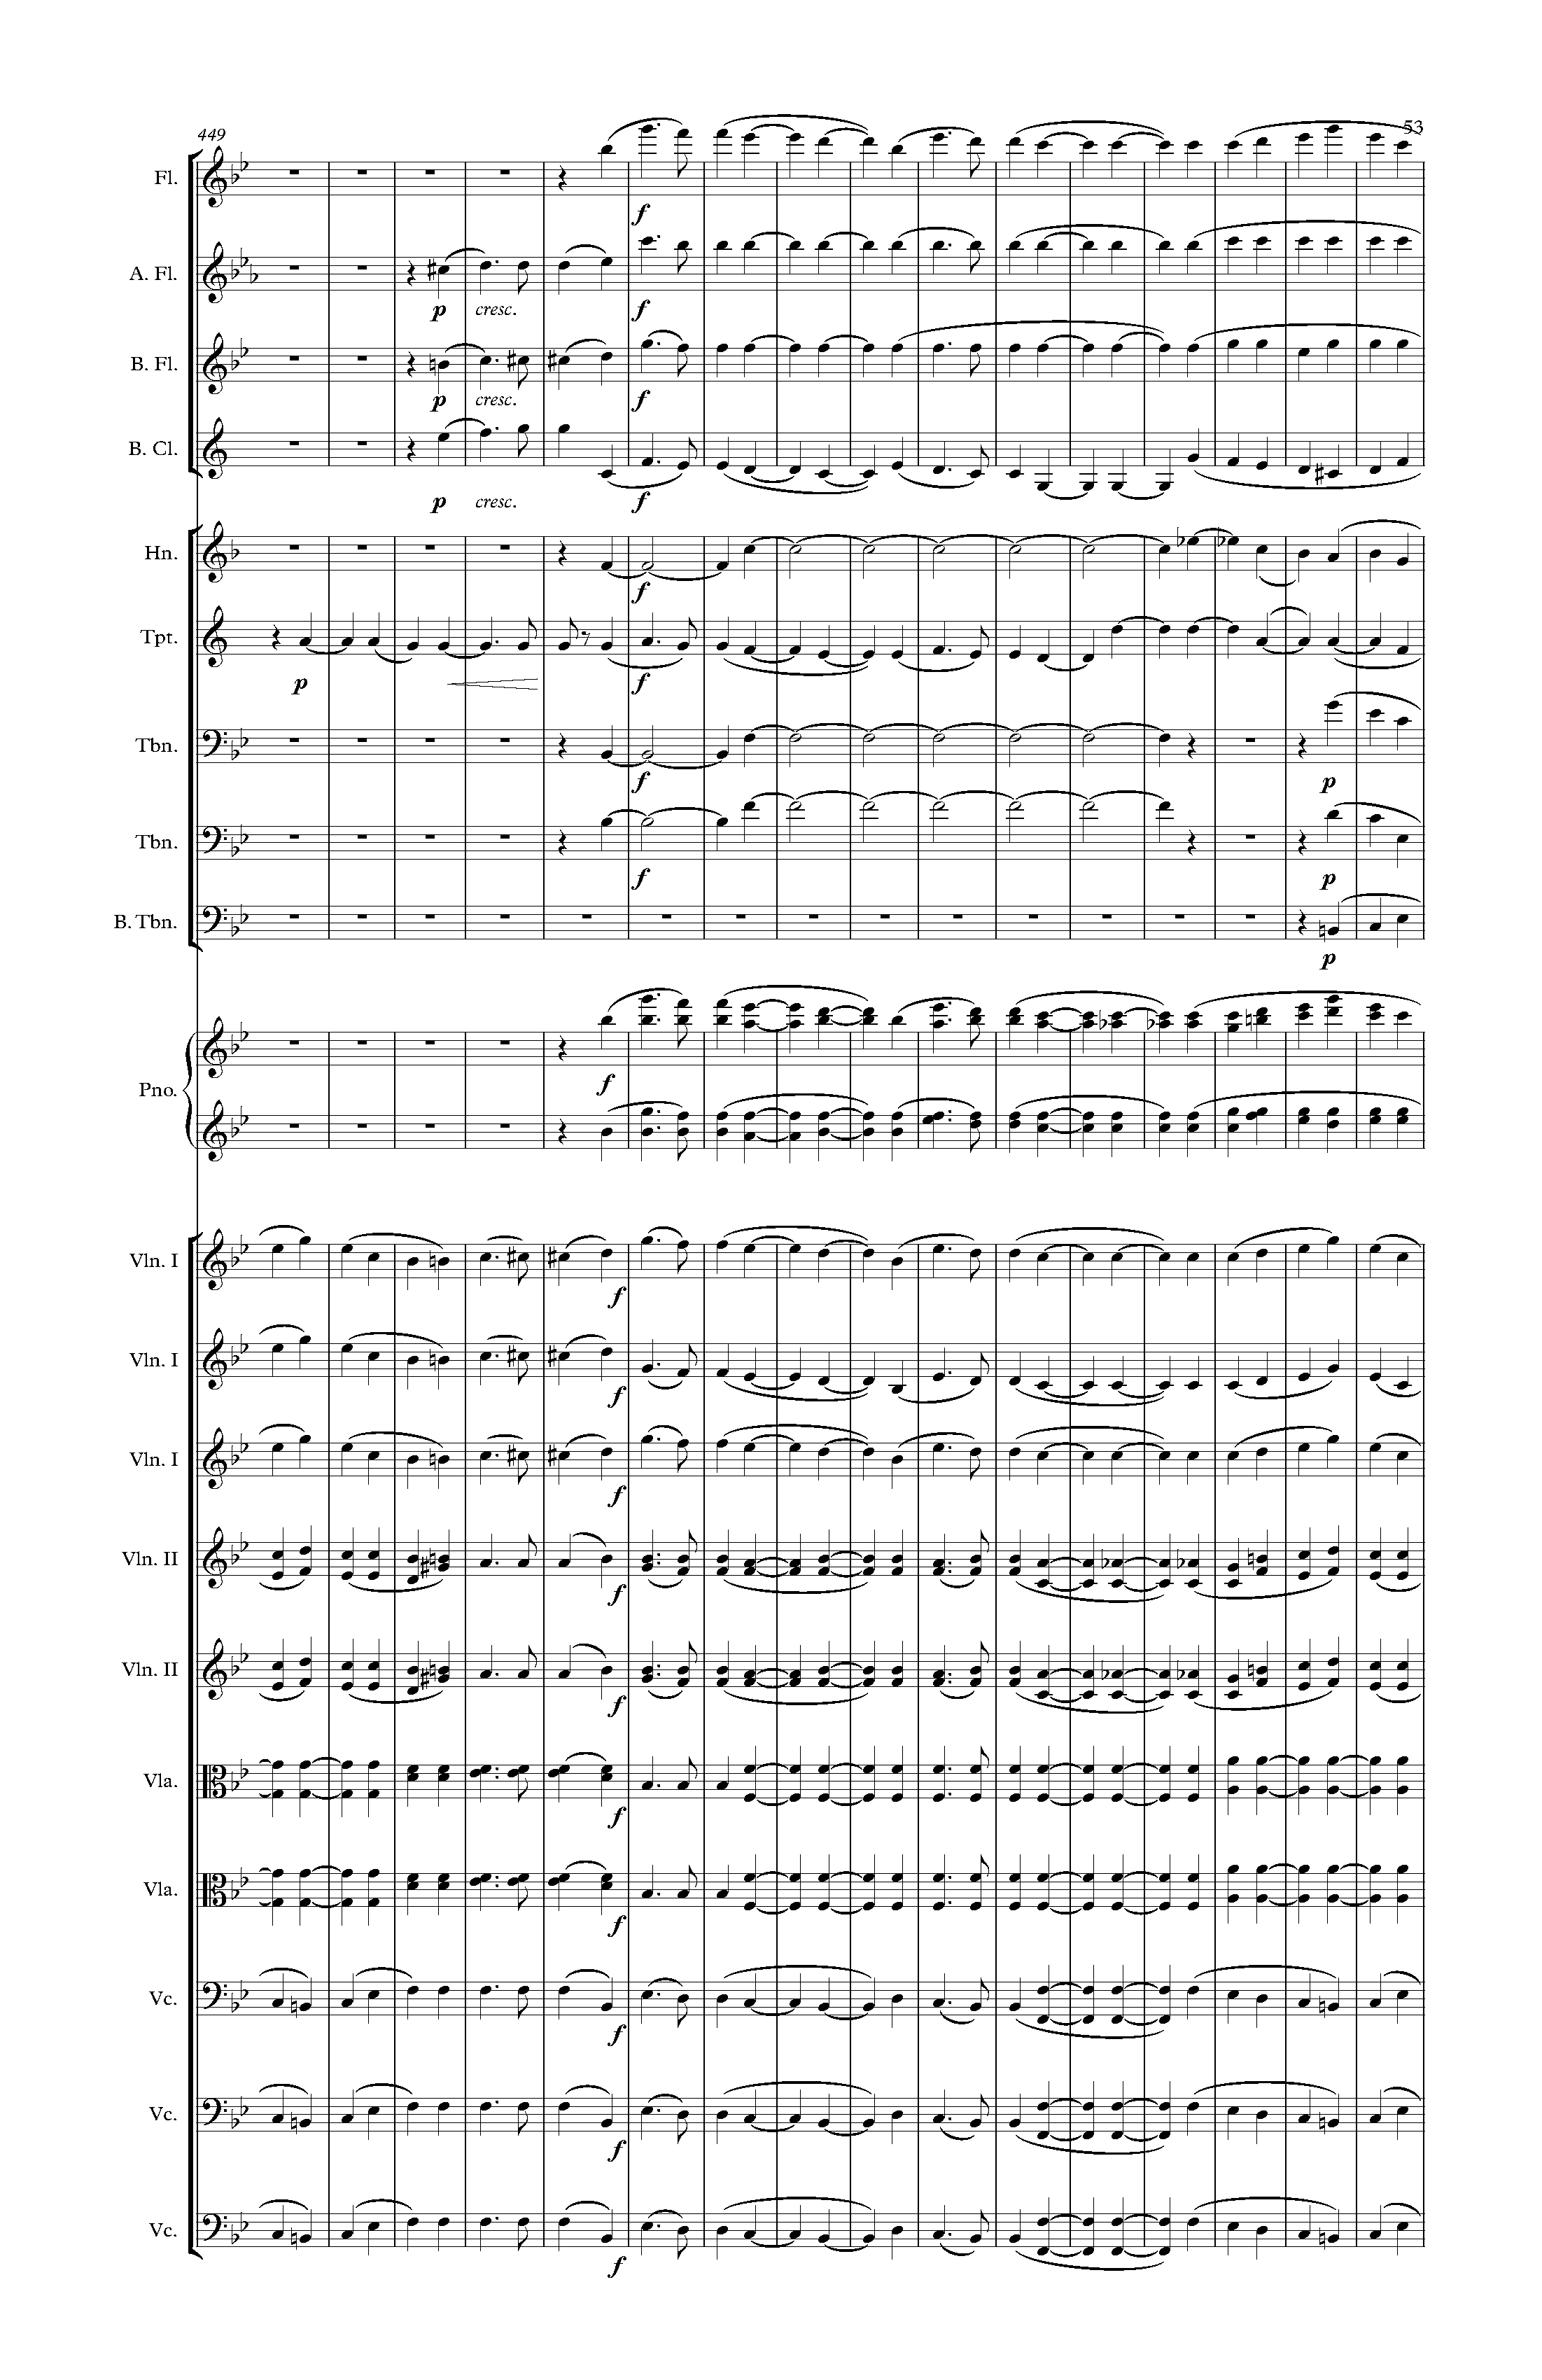 449
53
Fl.
f
A. Fl.
p cresc. f
B. Fl.
p cresc. f
B. Cl.
p cresc. f
Hn.
f
Tpt.
p f
Tbn.
f p
Tbn.
f p
B. Tbn.
p
Pno.
f
Vln. I
f
Vln. I
f
Vln. I
f
Vln. II
f
Vln. II
f
Vla.
f
Vla.
f
Vc.
f
Vc.
f
Vc.
f